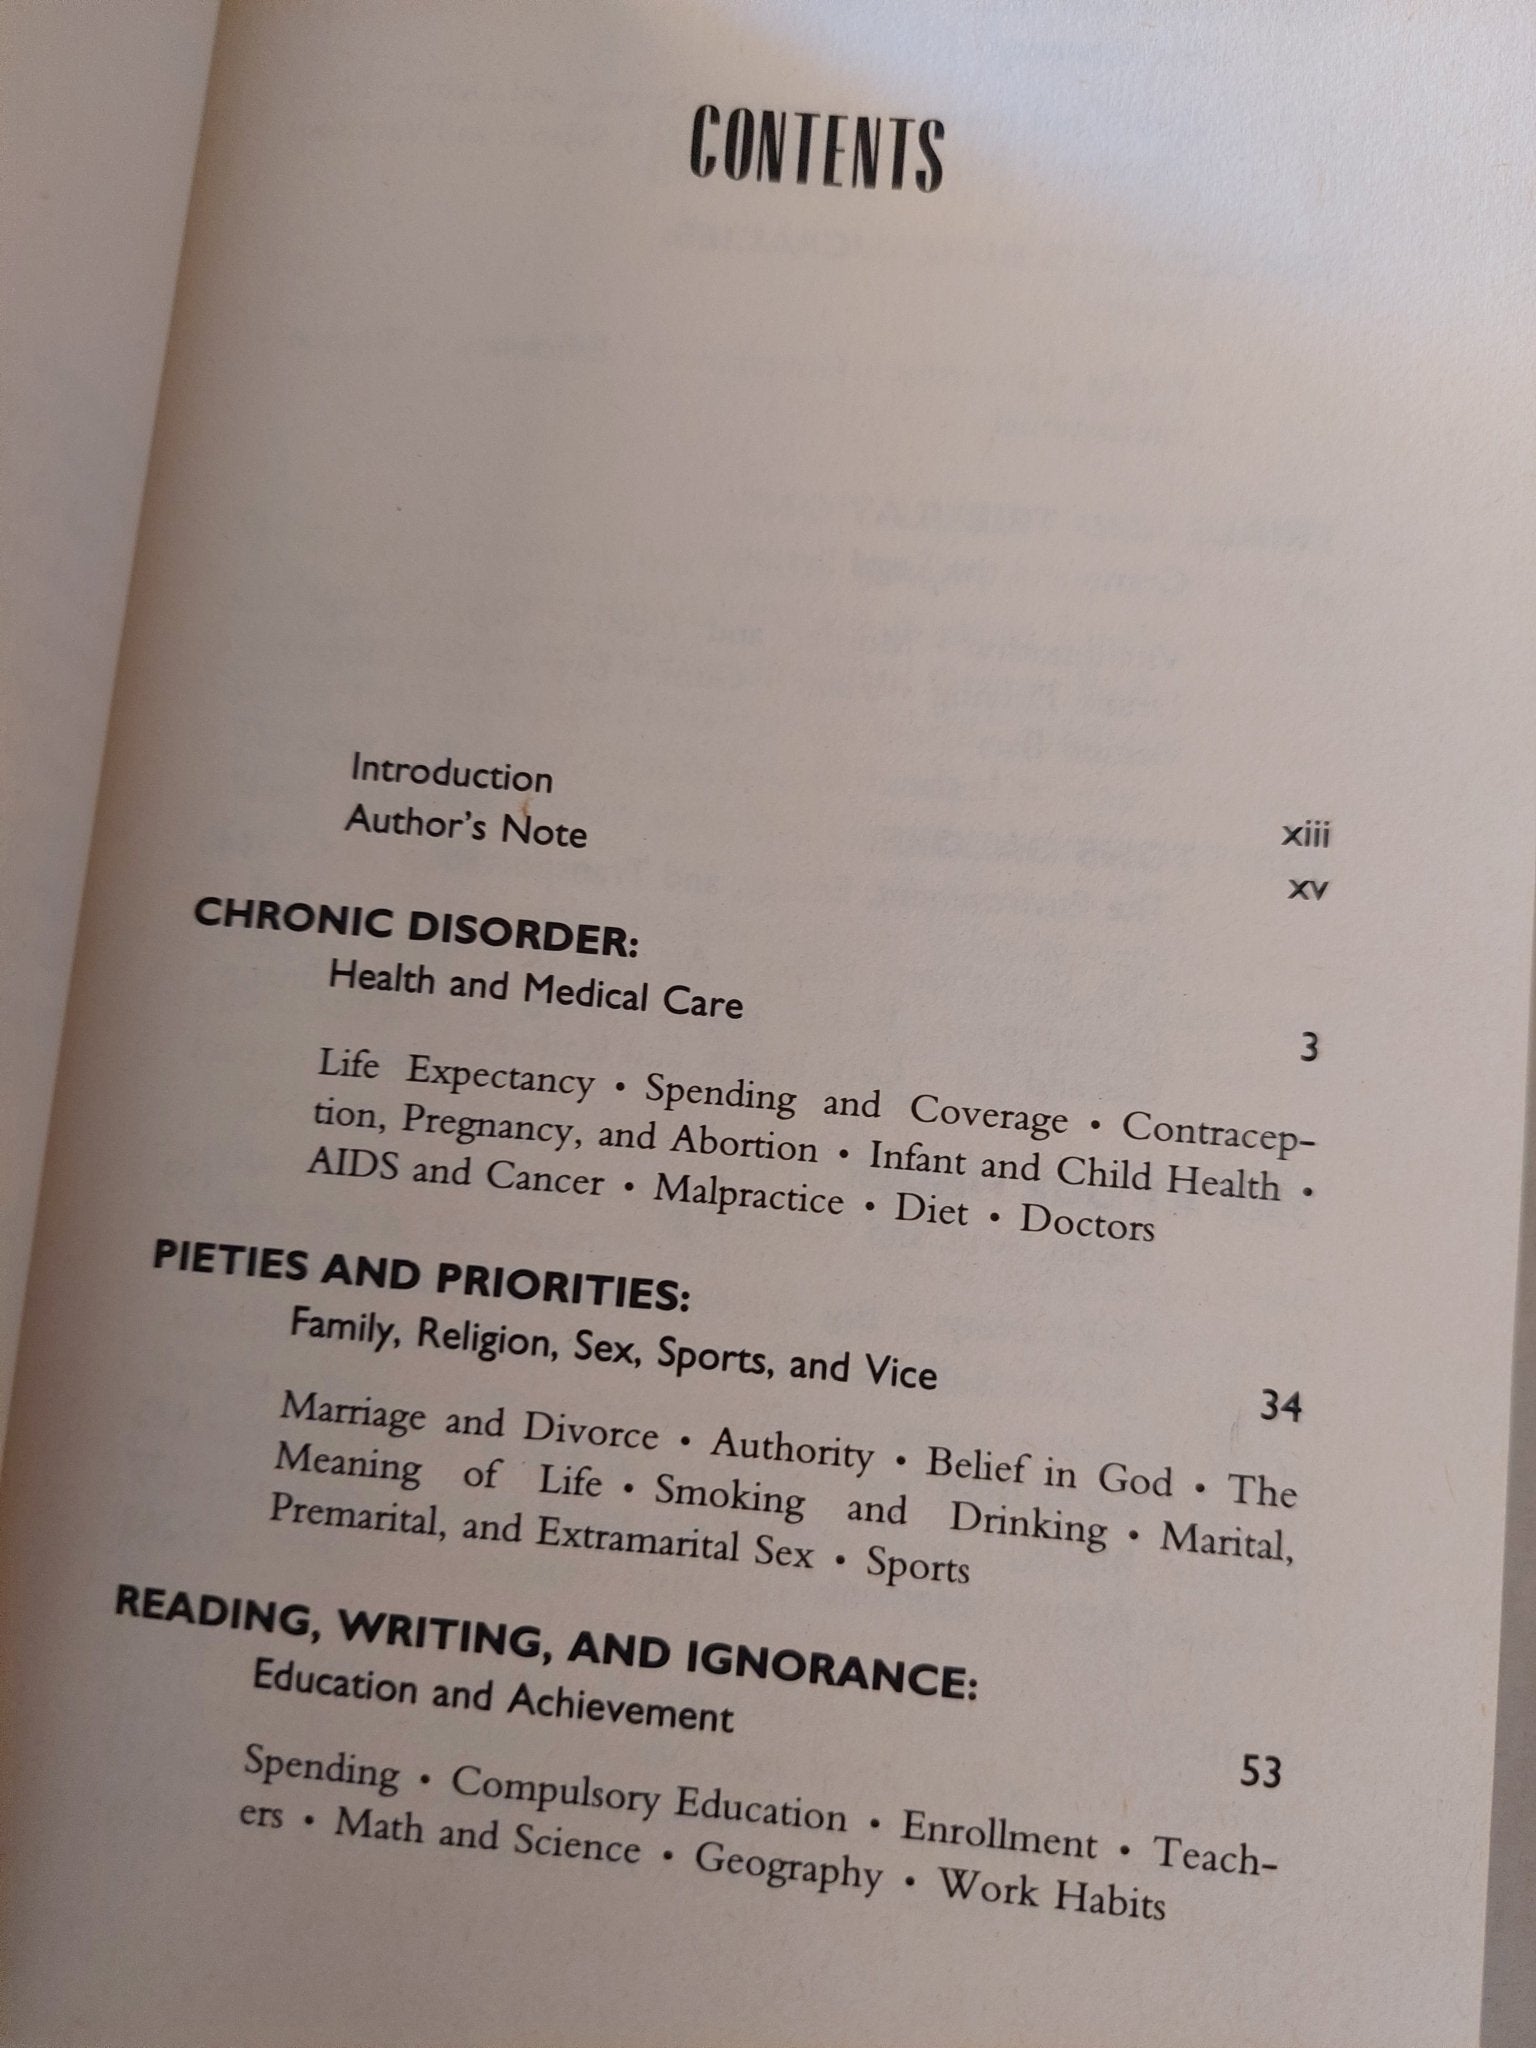 CONTENTS
Introduction xiii
Author's Note xv
CHRONIC DISORDER:
Health and Medical Care 3
Life Expectancy • Spending and Coverage • Contracep-
tion, Pregnancy, and Abortion • Infant and Child Health •
AIDS and Cancer • Malpractice • Diet • Doctors
PIETIES AND PRIORITIES:
Family, Religion, Sex, Sports, and Vice 34
Marriage and Divorce • Authority • Belief in God • The
Meaning of Life • Smoking and Drinking • Marital,
Premarital, and Extramarital Sex • Sports
READING, WRITING, AND IGNORANCE:
Education and Achievement 53
Spending • Compulsory Education • Enrollment • Teach-
ers • Math and Science • Geography • Work Habits